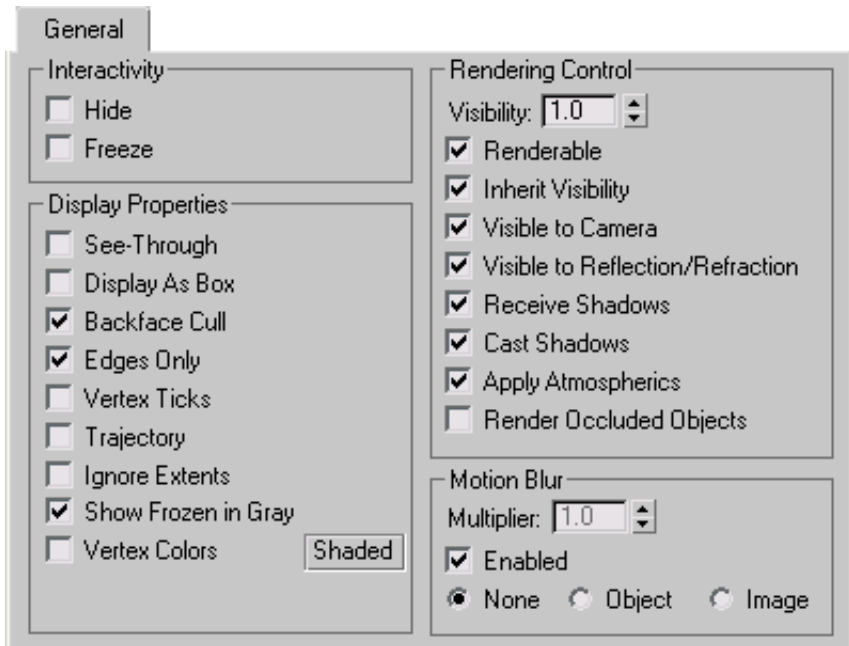 General
Interactivity
Hide
Freeze
Display Properties
See-Through
Display As Box
Backface Cull
Edges Only
Vertex Ticks
Trajectory
Ignore Extents
Show Frozen in Gray
Vertex Colors Shaded
Rendering Control
Visibility: 1.0
Renderable
Inherit Visibility
Visible to Camera
Visible to Reflection/Refraction
Receive Shadows
Cast Shadows
Apply Atmospherics
Render Occluded Objects
Motion Blur
Multiplier: 1.0
Enabled
None Object Image